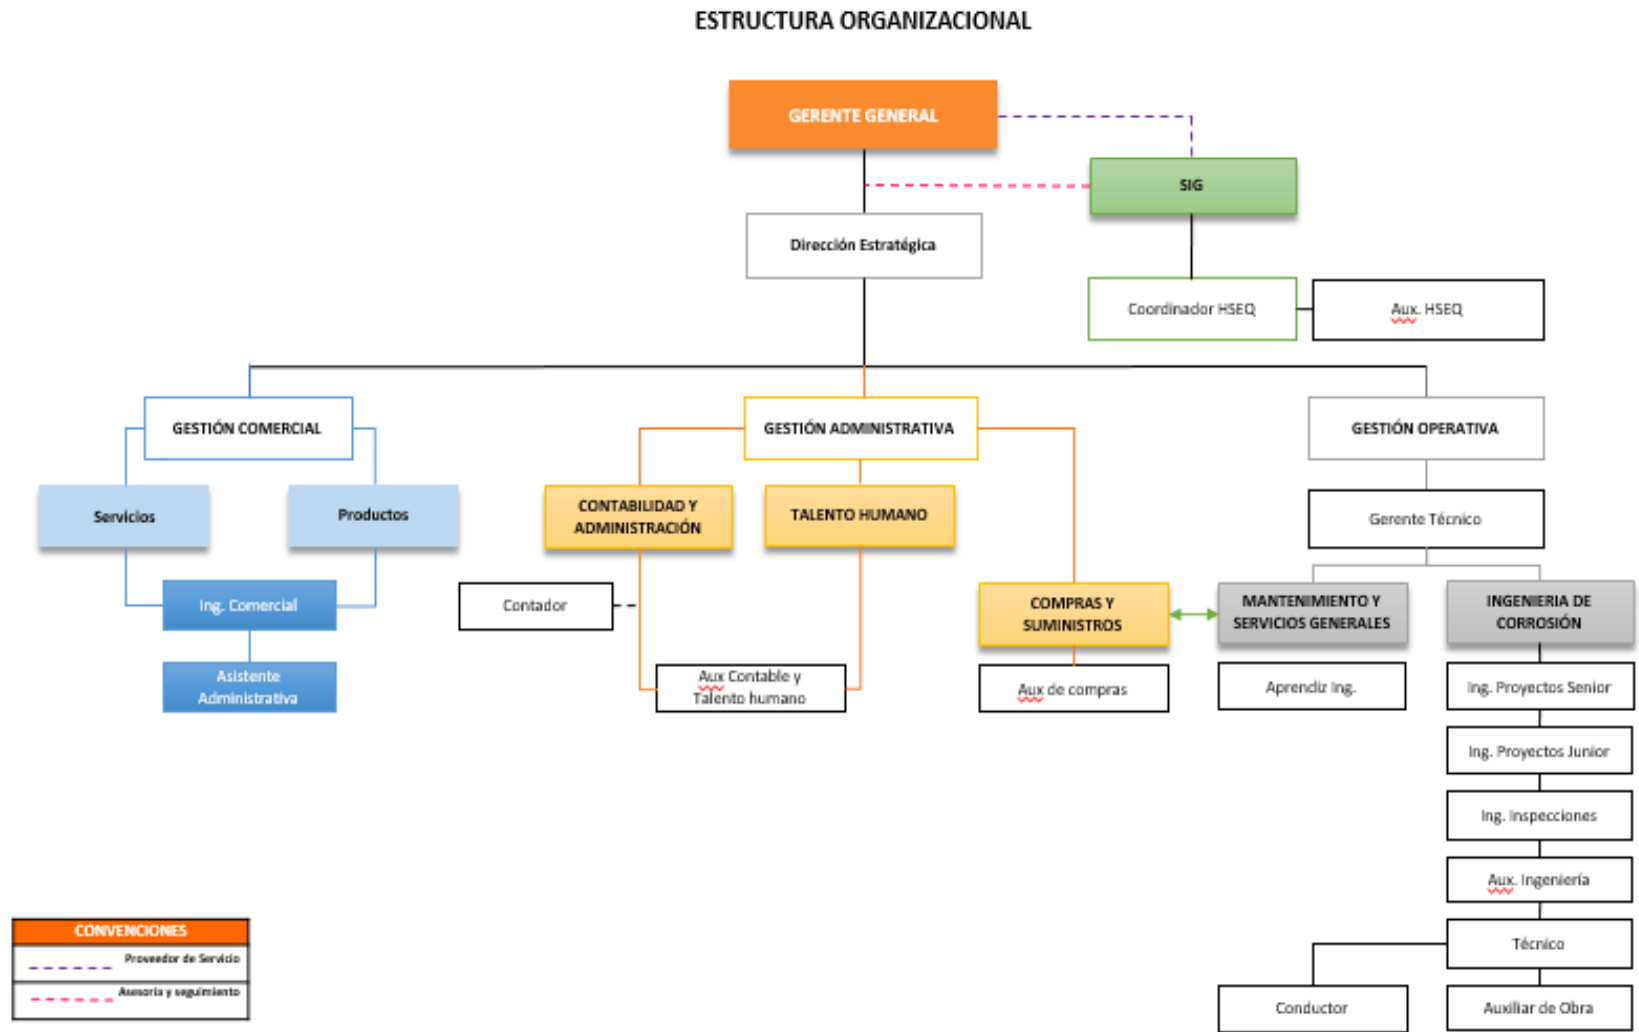 ESTRUCTURA ORGANIZACIONAL
GERENTE GENERAL
SIG
Dirección Estratégica
Coordinador HSEQ
Aux. HSEQ
GESTIÓN COMERCIAL
GESTIÓN ADMINISTRATIVA
GESTIÓN OPERATIVA
Servicios
Productos
CONTABILIDAD Y
ADMINISTRACIÓN
TALENTO HUMANO
Gerente Técnico
Ing. Comercial
Contador
COMPRAS Y
SUMINISTROS
MANTENIMIENTO Y
SERVICIOS GENERALES
INGENIERIA DE
CORROSIÓN
Asistente
Administrativa
Aux Contable y
Talento humano
Aux de compras
Aprendiz Ing.
Ing. Proyectos Senior
Ing. Proyectos Junior
Ing. Inspecciones
Aux. Ingeniería
Técnico
Conductor
Auxiliar de Obra
CONVENCIONES
Proveedor de Servicio
Asesoria y seguimiento